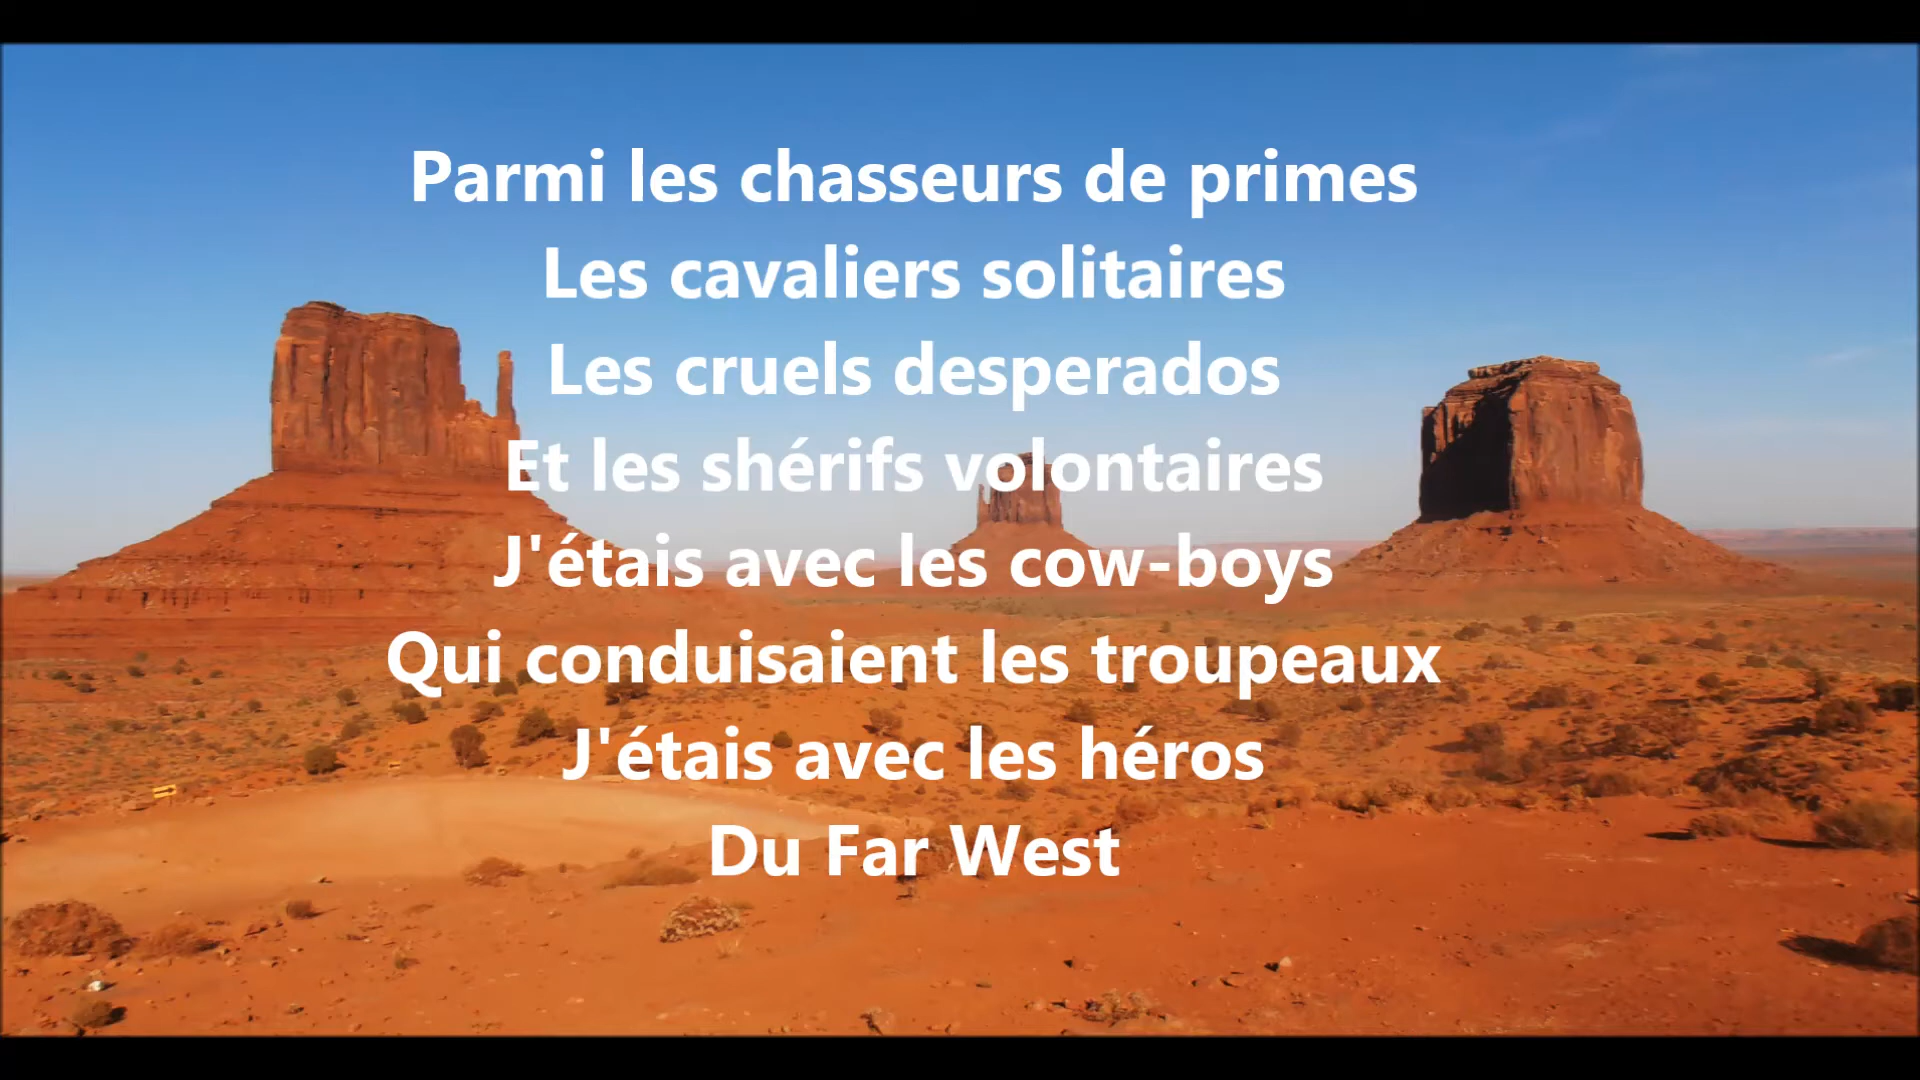 Parmi les chasseurs de primes
Les cavaliers solitaires
Les cruels desperados
Et les shérifs volontaires
J'étais avec les cow-boys
Qui conduisaient les troupeaux
J'étais avec les héros
Du Far West